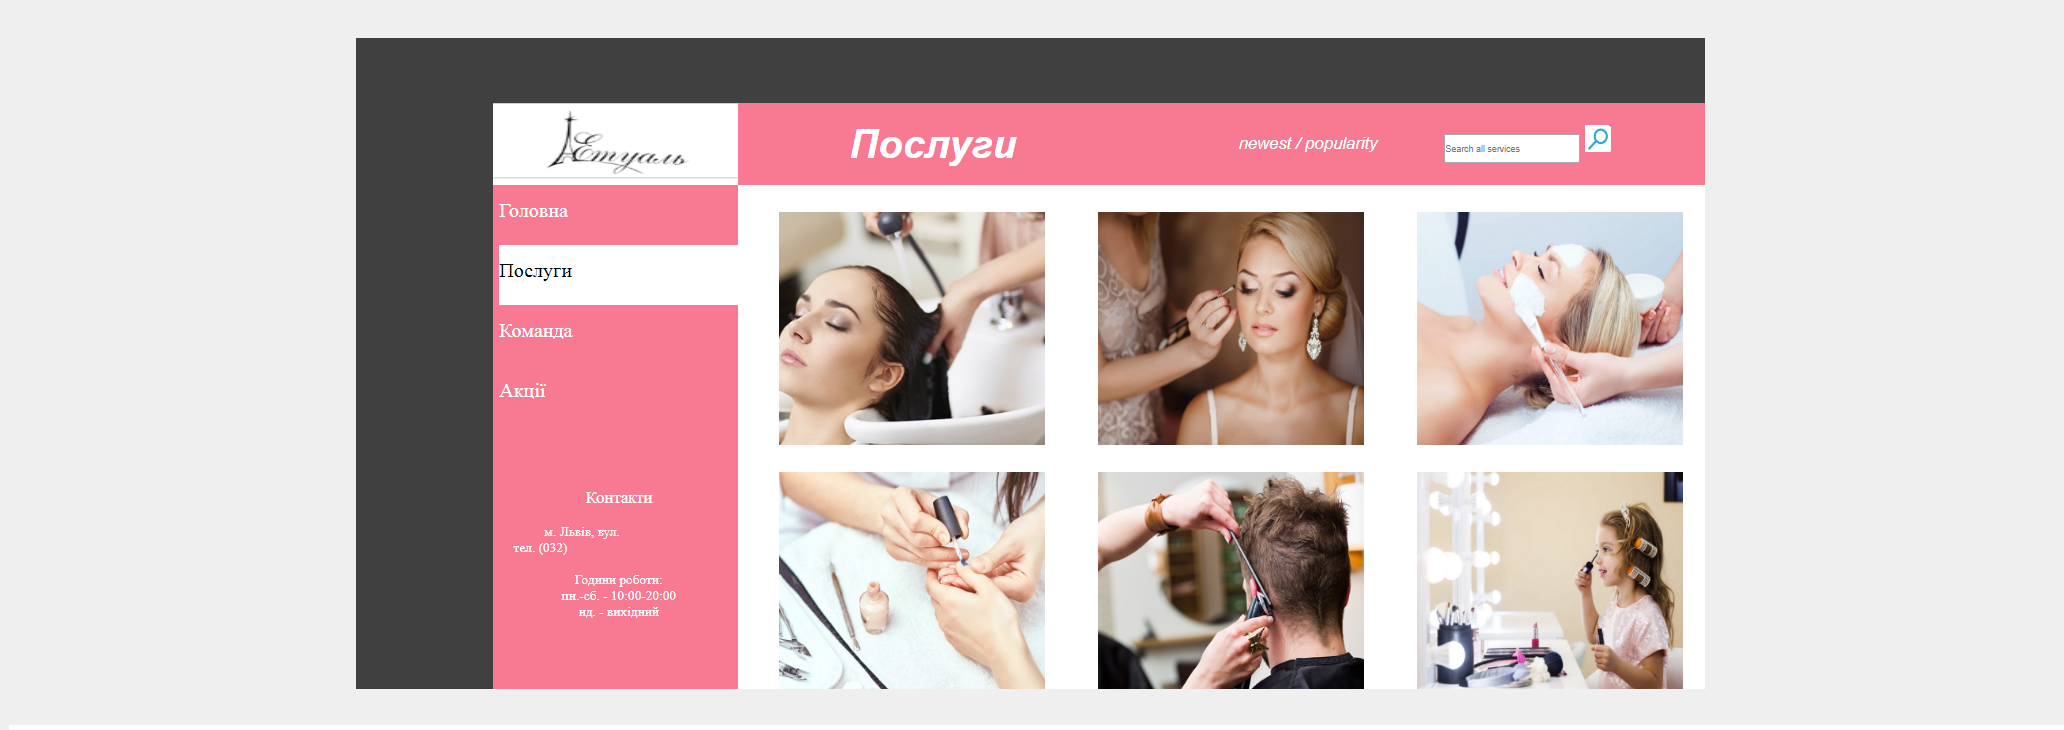 Етуаль
Послуги
newest / popularity
Search all services
Головна
Послуги
Команда
Акції
Контакти
м. Львів, вул.
тел. (032)
Години роботи:
пн.-сб. - 10:00-20:00
нд. - вихідний